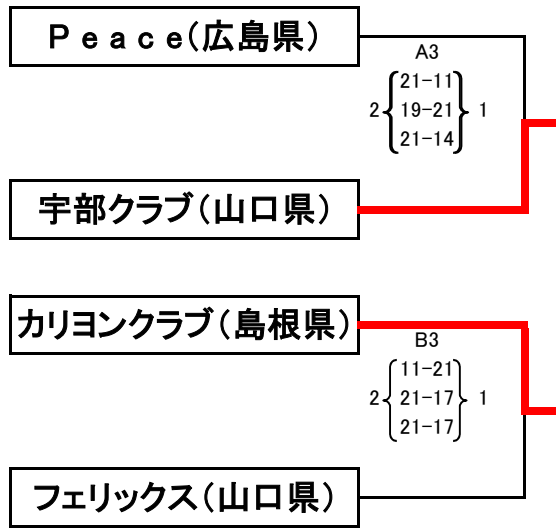 Ｐｅａｃｅ（広島県）
A3
21-11
2 19-21 1
21-14
宇部クラブ（山口県）
カリヨンクラブ（島根県）
B3
11-21
2 21-17 1
21-17
フェリックス（山口県）